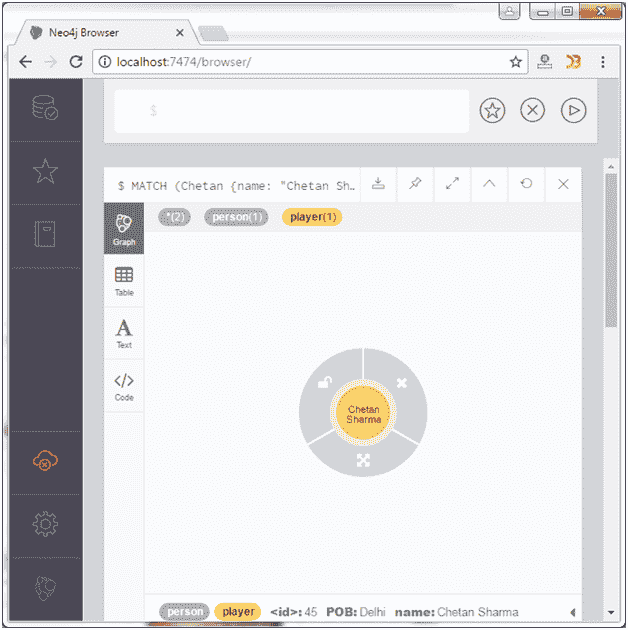 Neo4j Browser
localhost:7474/browser/
$
$ MATCH (Chetan {name: "Chetan Sh…
*(2) person(1) player(1)
Graph
Table
Text
Code
Chetan
Sharma
person player <id>: 45 POB: Delhi name: Chetan Sharma